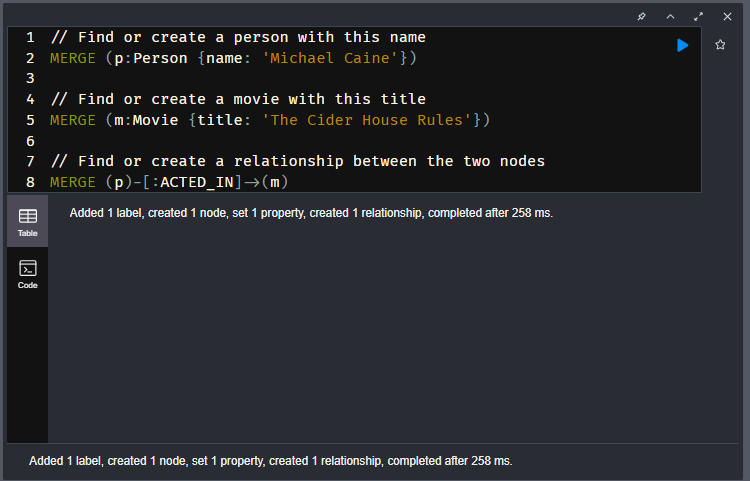 1 // Find or create a person with this name
2 MERGE (p:Person {name: 'Michael Caine'})
3
4 // Find or create a movie with this title
5 MERGE (m:Movie {title: 'The Cider House Rules'})
6
7 // Find or create a relationship between the two nodes
8 MERGE (p)-[:ACTED_IN]->(m)
Table
Added 1 label, created 1 node, set 1 property, created 1 relationship, completed after 258 ms.
Code
Added 1 label, created 1 node, set 1 property, created 1 relationship, completed after 258 ms.